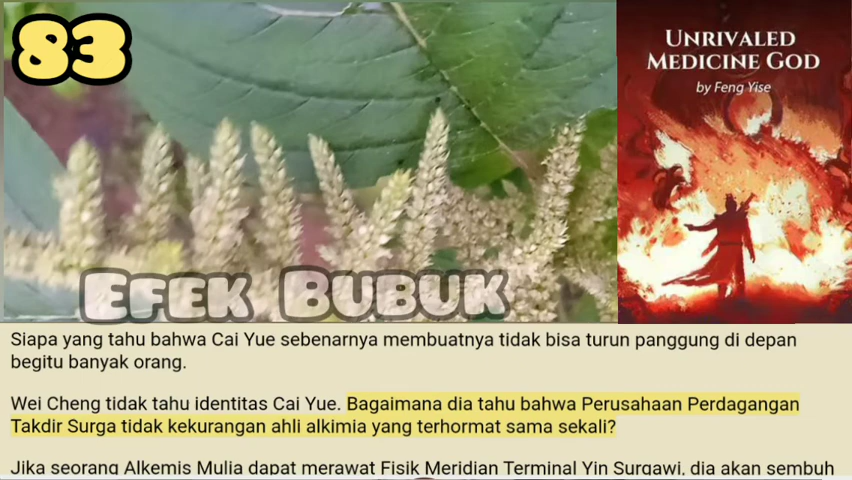 83
UNRIVALED
MEDICINE GOD
by Feng Yise
EFEK BUBUK
Siapa yang tahu bahwa Cai Yue sebenarnya membuatnya tidak bisa turun panggung di depan
begitu banyak orang.
Wei Cheng tidak tahu identitas Cai Yue. Bagaimana dia tahu bahwa Perusahaan Perdagangan
Takdir Surga tidak kekurangan ahli alkimia yang terhormat sama sekali?
Jika seorang Alkemis Mulia dapat merawat Fisik Meridian Terminal Yin Surgawi, dia akan sembuh